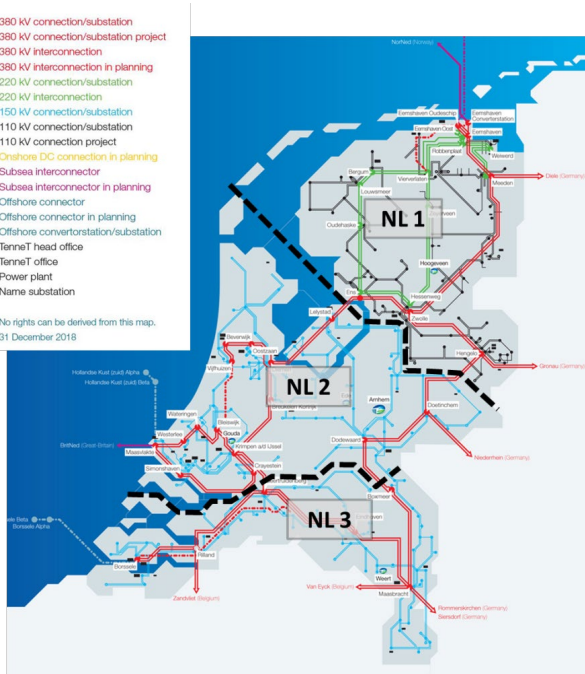 380 kV connection/substation
380 kV connection/substation project
380 kV interconnection
380 kV interconnection in planning
220 kV connection/substation
220 kV interconnection
150 kV connection/substation
110 kV connection/substation
110 kV connection project
Onshore DC connection in planning
Subsea interconnector
Subsea interconnector in planning
Offshore connector
Offshore connector in planning
Offshore convertorstation/substation
TenneT head office
TenneT office
Power plant
Name substation
No rights can be derived from this map.
31 December 2018
NorNed (Norway)
Eemshaven Oudeschip
Eemshaven
Converterstation
Eemshaven Oost
Eemshaven
Robbenplaat
Weiwerd
Bergum
Vierverlaten
Meeden
Diele (Germany)
Louwsmeer
NL 1
Oudehaske
Hoogeveen
Ens
Hessenweg
Lelystad
Zwolle
Beverwijk
Oostzaan
Hengelo
Gronau (Germany)
Vijfhuizen
Hollandse Kust (zuid) Alpha
Hollandse Kust (zuid) Beta
NL 2
Arnhem
Doetinchem
Wateringen
Bleiswijk
Gouda
Westerlee
Krimpen a/d IJssel
Dodewaard
BritNed (Great-Britain)
Maasvlakte
Niederrhein (Germany)
Simonshaven
Crayestein
Boxmeer
NL 3
Borssele Alpha
Rilland
Borssele
Weert
Van Eyck (Belgium)
Maasbracht
Zandvliet (Belgium)
Rommerskirchen (Germany)
Siersdorf (Germany)